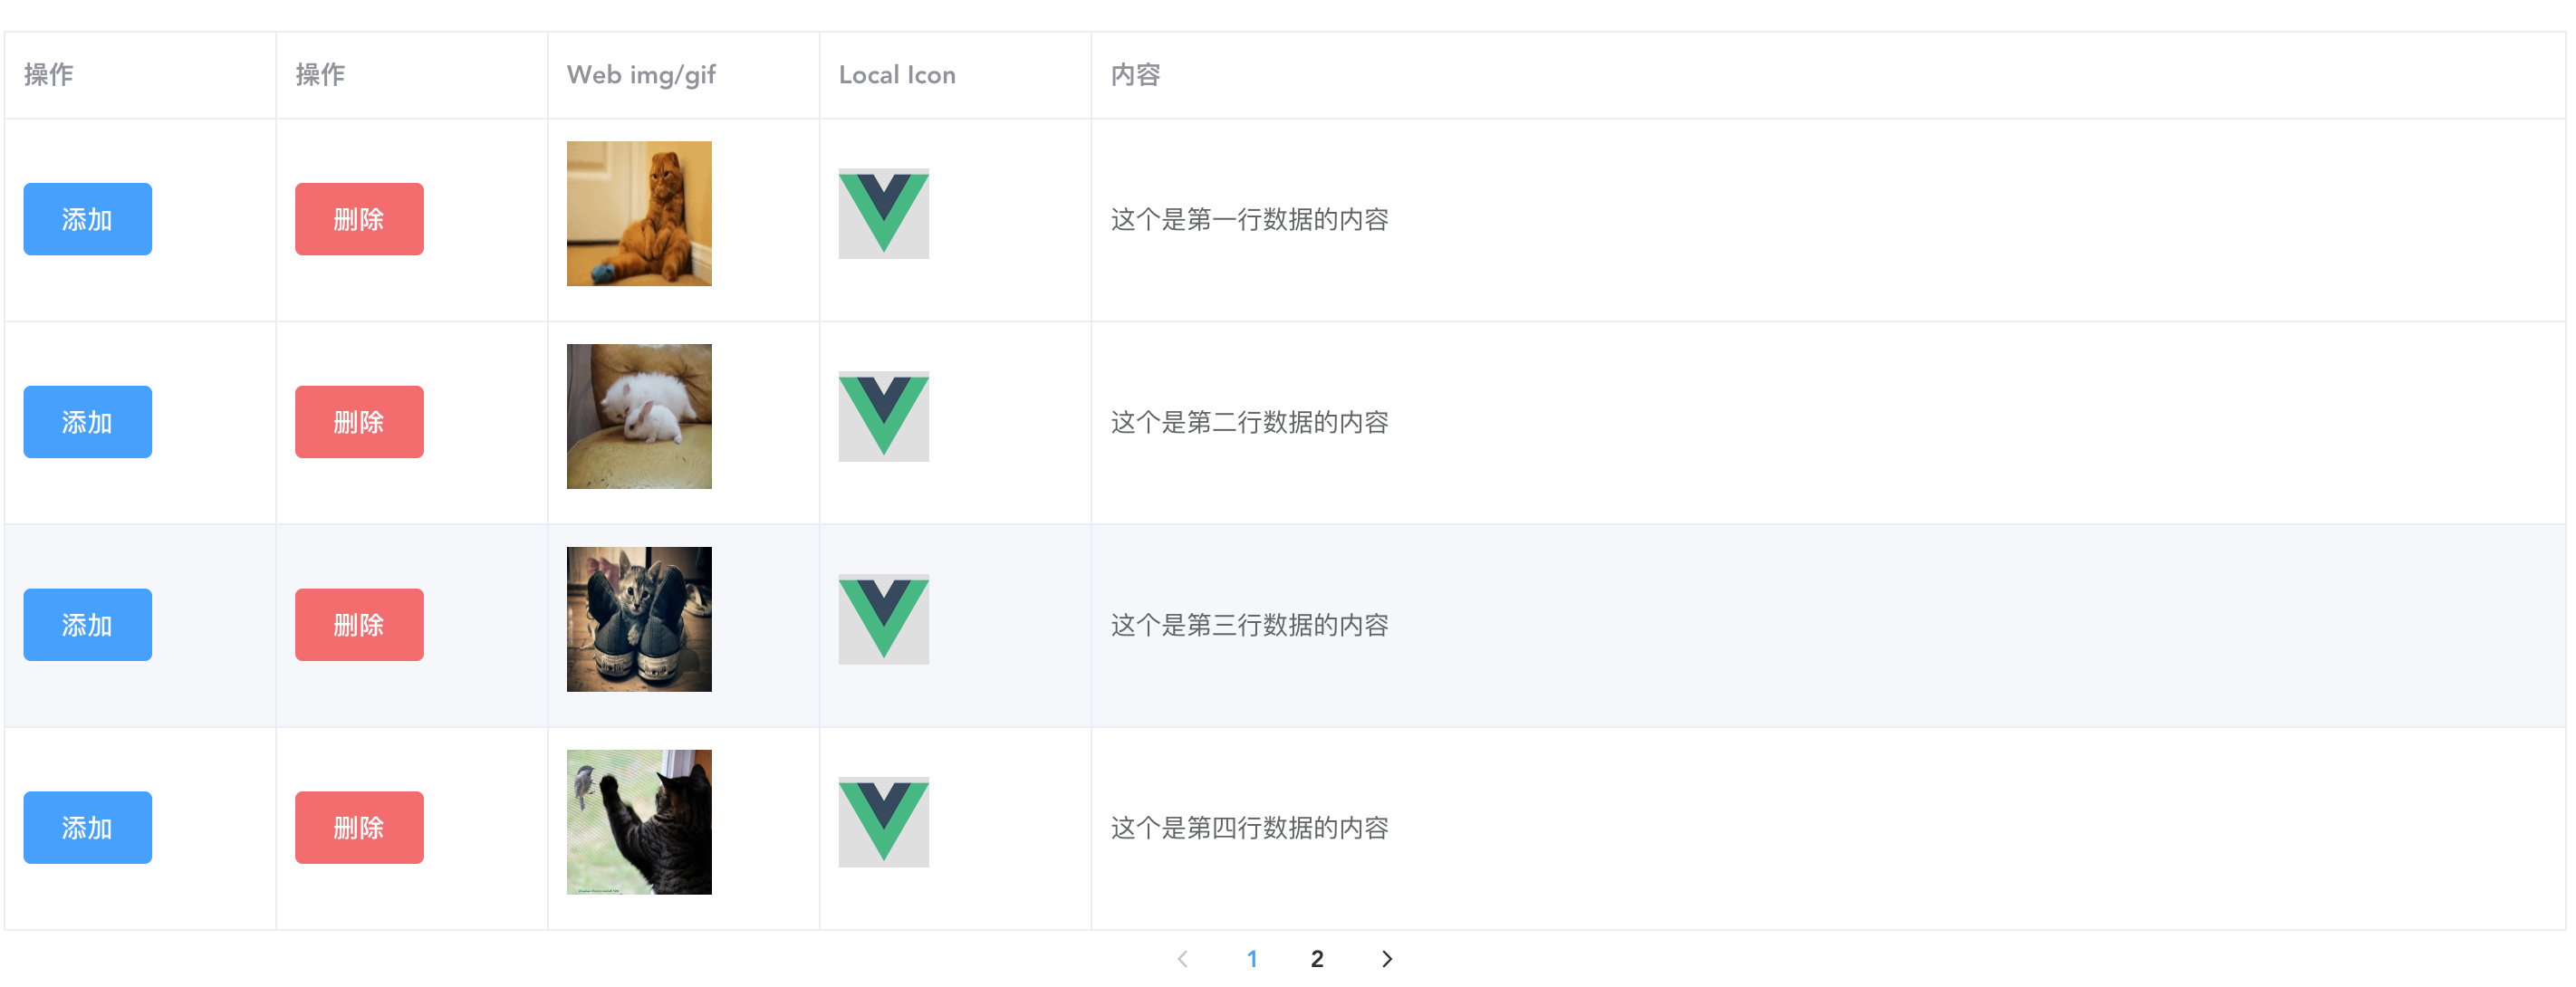 操作 操作 Web img/gif Local Icon 内容
添加 删除 这个是第一行数据的内容
添加 删除 这个是第二行数据的内容
添加 删除 这个是第三行数据的内容
添加 删除 这个是第四行数据的内容
1 2